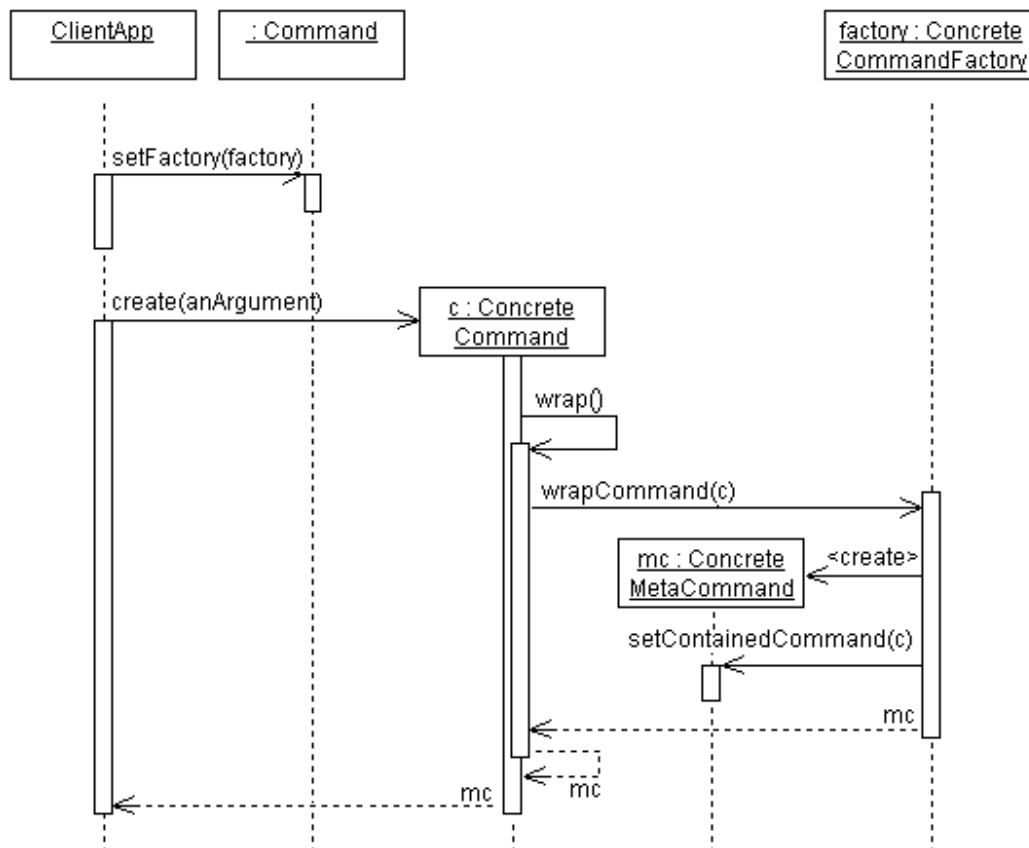 ClientApp
: Command
factory : Concrete
CommandFactory
setFactory(factory)
create(anArgument)
c : Concrete
Command
wrap()
wrapCommand(c)
mc : Concrete
MetaCommand
<create>
setContainedCommand(c)
mc
mc
mc